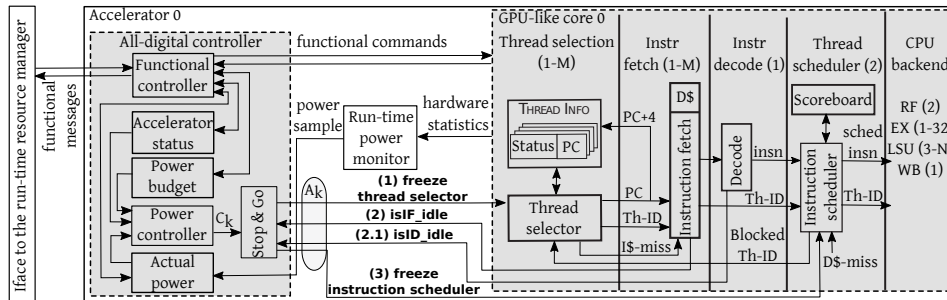 Iface to the run-time resource manager
functional
messages
Accelerator 0
All-digital controller
Functional
controller
Accelerator
status
Power
budget
Power
controller
Actual
power
Ck
Stop & Go
Ak
functional commands
power
sample
Run-time
power
monitor
hardware
statistics
(1) freeze
thread selector
(2) isIF_idle
(2.1) isID_idle
(3) freeze
instruction scheduler
GPU-like core 0
Thread selection
(1-M)
THREAD INFO
Status
PC
Thread
selector
PC+4
PC
Th-ID
I$-miss
Instr
fetch (1-M)
D$
Instruction fetch
Instr
decode (1)
Decode
insn
Th-ID
Blocked
Th-ID
Thread
scheduler (2)
Scoreboard
Instruction
scheduler
sched
insn
Th-ID
D$-miss
CPU
backend
RF (2)
EX (1-32)
LSU (3-N)
WB (1)